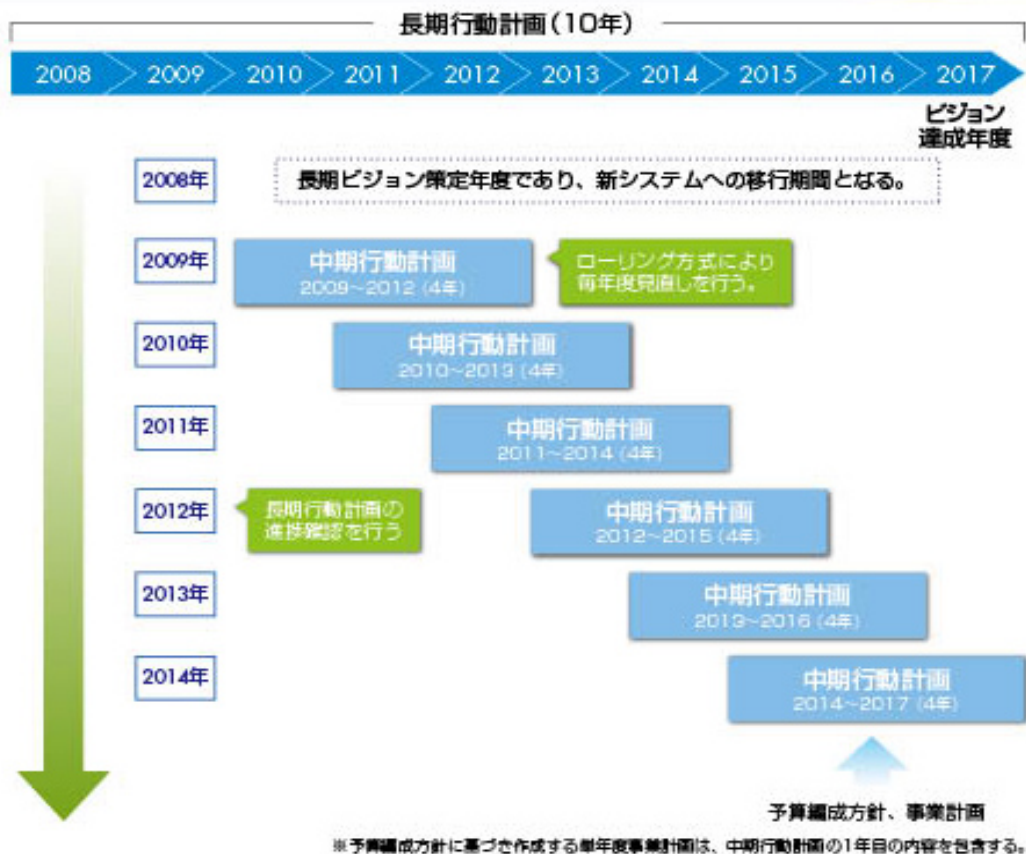 長期行動計画（10年）
2008 2009 2010 2011 2012 2013 2014 2015 2016 2017
ビジョン
達成年度
2008年
長期ビジョン策定年度であり、新システムへの移行期間となる。
2009年
中期行動計画
2009～2012（4年）
ローリング方式により
毎年度見直しを行う。
2010年
中期行動計画
2010～2013（4年）
2011年
中期行動計画
2011～2014（4年）
2012年
長期行動計画の
進捗確認を行う
中期行動計画
2012～2015（4年）
2013年
中期行動計画
2013～2016（4年）
2014年
中期行動計画
2014～2017（4年）
予算編成方針、事業計画
※予算編成方針に基づき作成する単年度事業計画は、中期行動計画の1年目の内容を包含する。